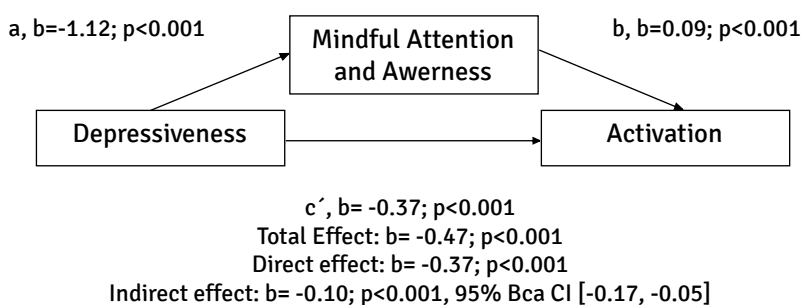 a, b=-1.12; p<0.001
Mindful Attention
and Awerness
b, b=0.09; p<0.001
Depressiveness
Activation
c´, b= -0.37; p<0.001
Total Effect: b= -0.47; p<0.001
Direct effect: b= -0.37; p<0.001
Indirect effect: b= -0.10; p<0.001, 95% Bca CI [-0.17, -0.05]